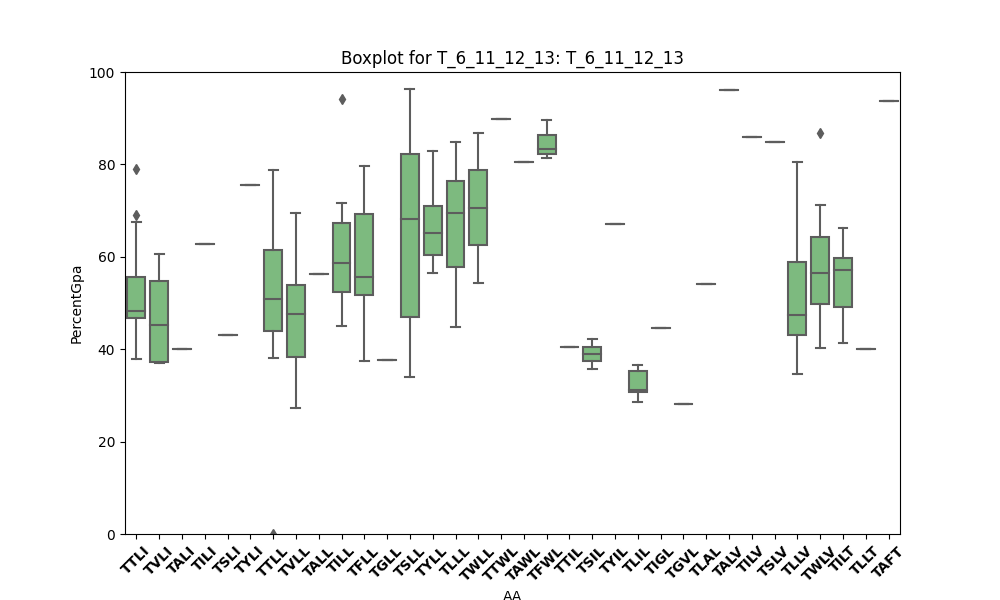 Boxplot for T_6_11_12_13: T_6_11_12_13
100
80
60
40
20
0
PercentGpa
TTLI TVLI TALI TILI TSLI TYLI TTLL TVLL TALL TILL TFLL TGLL TSLL TYLL TLLL TWLL TTWL TAWL TFWL TTIL TSIL TYIL TLIL TIGL TGVL TLAL TALV TILV TSLV TLLV TWLV TILT TLLT TAFT
AA